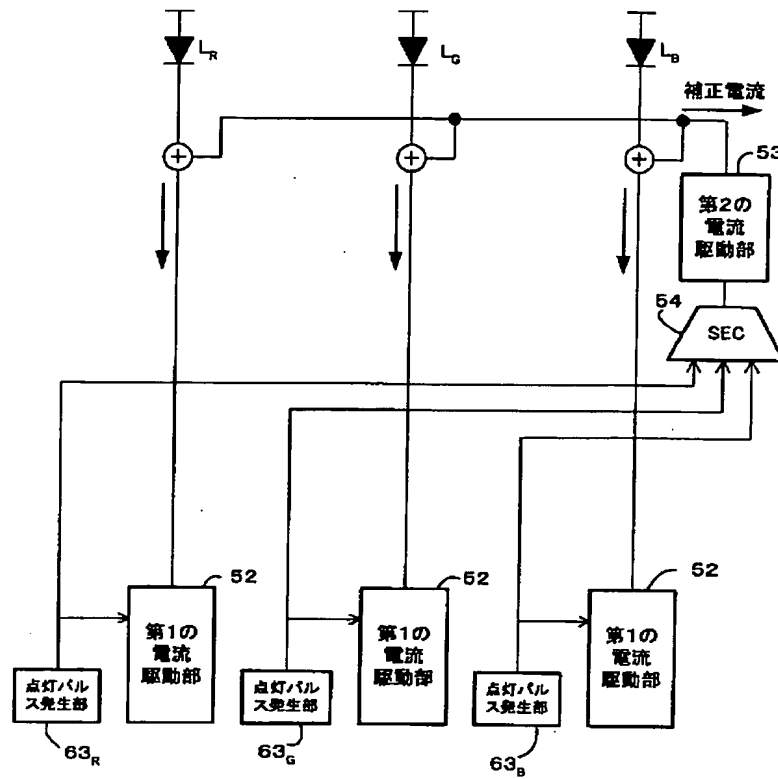 L_R
L_G
L_B
補正電流
53
第2の
電流
駆動部
54
SEC
52
52
52
第1の
電流
駆動部
第1の
電流
駆動部
第1の
電流
駆動部
点灯パル
ス発生部
点灯パル
ス発生部
点灯パル
ス発生部
63_R
63_G
63_B